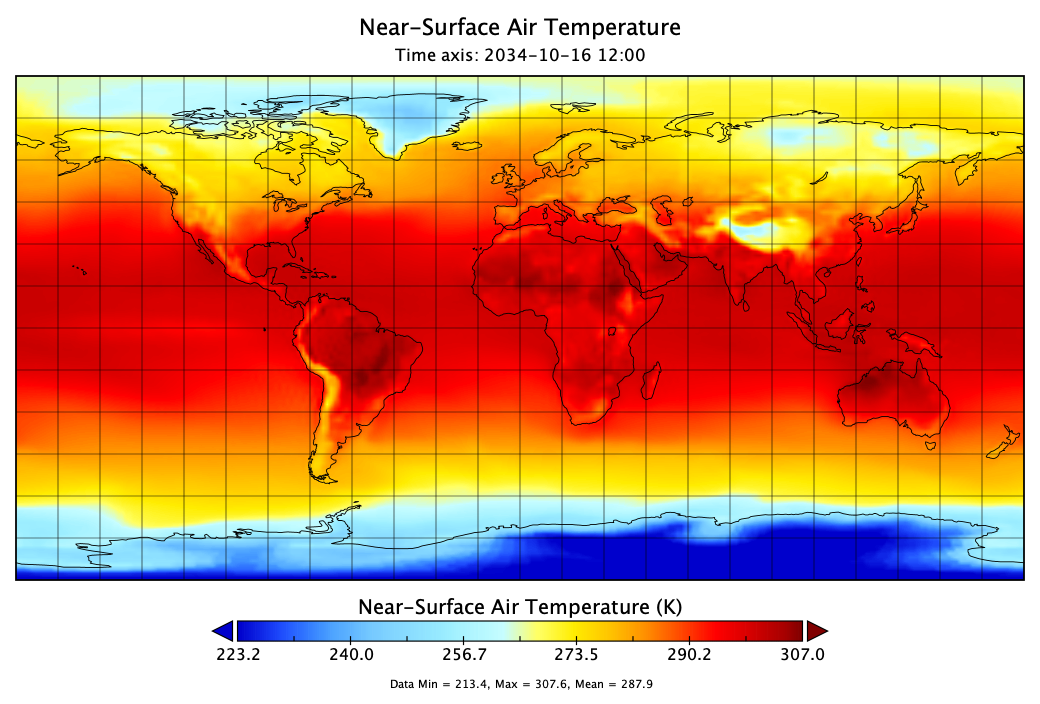 Near-Surface Air Temperature
Time axis: 2034-10-16 12:00
Near-Surface Air Temperature (K)
223.2 240.0 256.7 273.5 290.2 307.0
Data Min = 213.4, Max = 307.6, Mean = 287.9